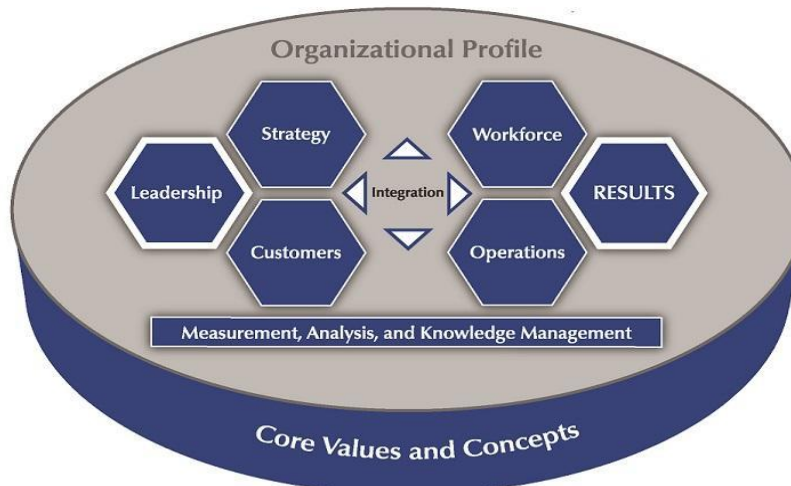 Organizational Profile
Strategy
Workforce
Leadership
Integration
RESULTS
Customers
Operations
Measurement, Analysis, and Knowledge Management
Core Values and Concepts